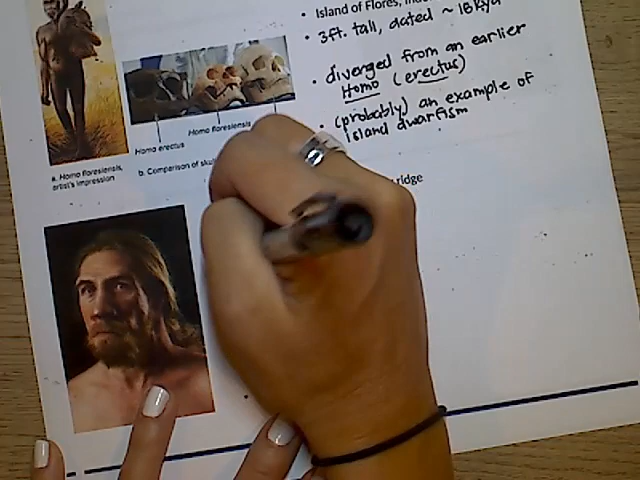 Island of Flores,
• 3ft. tall, dated ~ 18 kya
• diverged from an earlier
Homo (erectus)
• (probably) an example of
island dwarfism
Homo floresiensis
Homo erectus
a. Homo floresiensis,
artist's impression
b. Comparison of
ridge